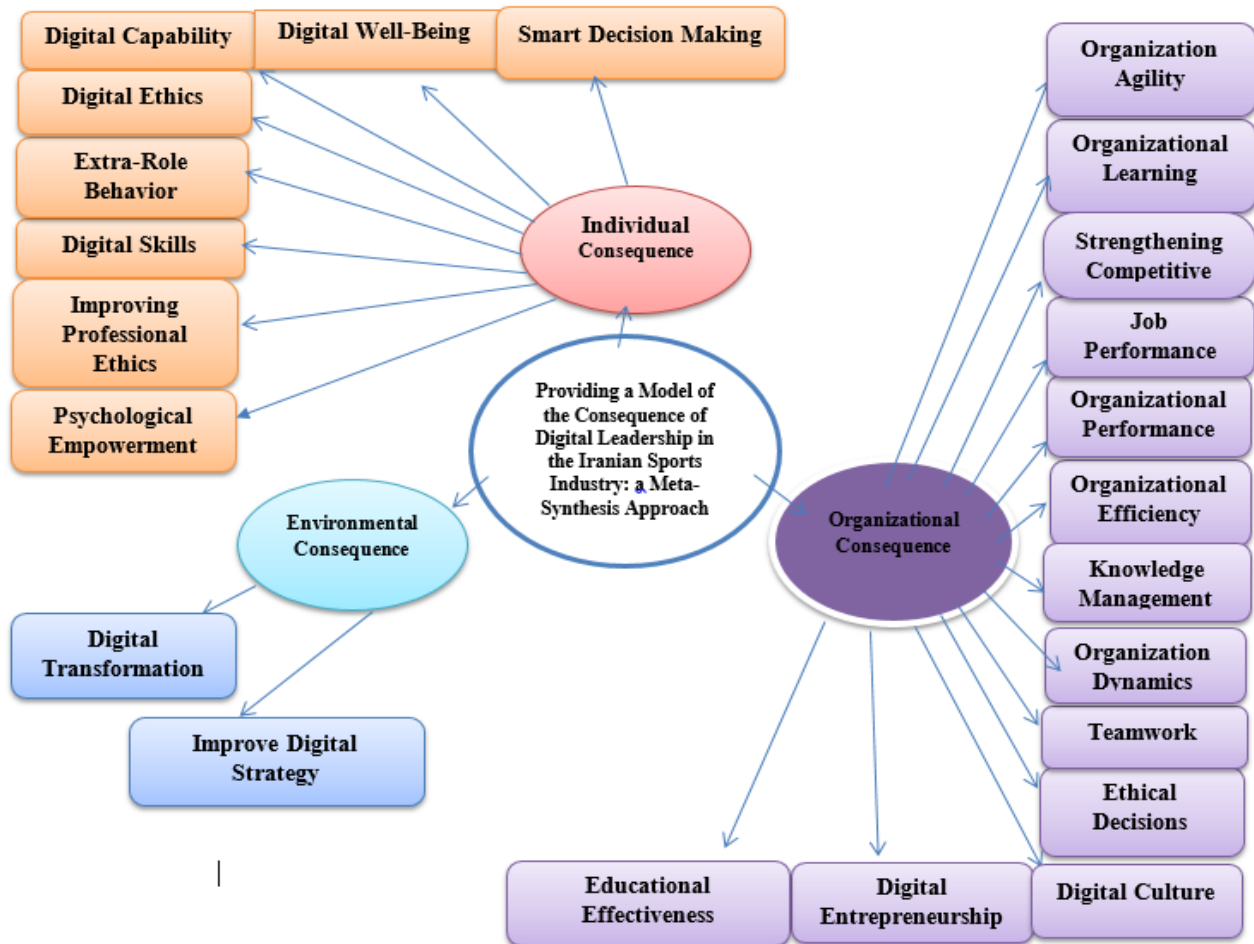 Digital Capability
Digital Well-Being
Smart Decision Making
Digital Ethics
Extra-Role
Behavior
Digital Skills
Improving
Professional
Ethics
Psychological
Empowerment
Individual
Consequence
Providing a Model of
the Consequence of
Digital Leadership in
the Iranian Sports
Industry: a Meta-
Synthesis Approach
Environmental
Consequence
Digital
Transformation
Improve Digital
Strategy
Organizational
Consequence
Organization
Agility
Organizational
Learning
Strengthening
Competitive
Job
Performance
Organizational
Performance
Organizational
Efficiency
Knowledge
Management
Organization
Dynamics
Teamwork
Ethical
Decisions
Educational
Effectiveness
Digital
Entrepreneurship
Digital Culture